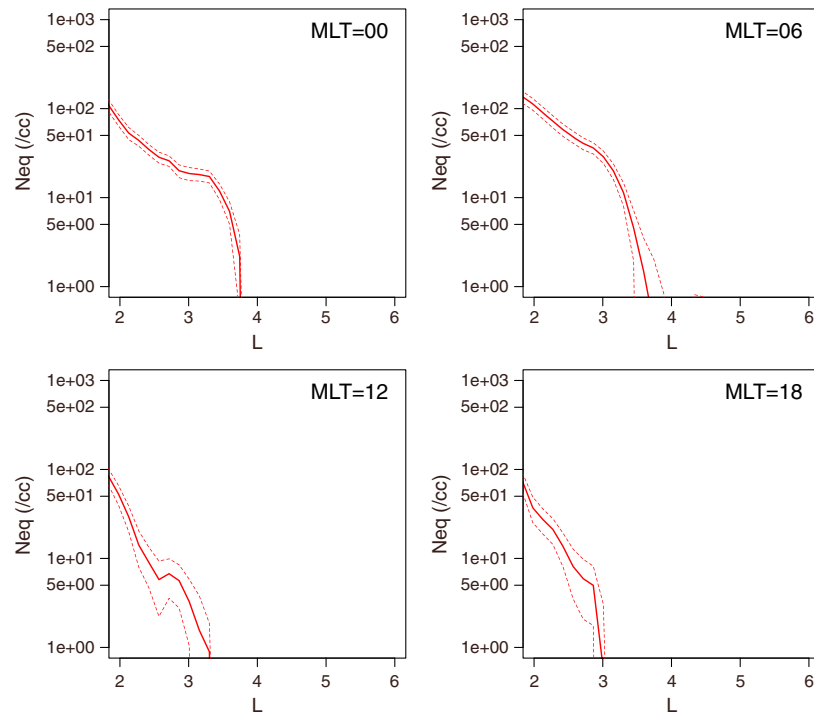 MLT=00
Neq (/cc)
1e+03
5e+02
1e+02
5e+01
1e+01
5e+00
1e+00
2 3 4 5 6
L
MLT=06
Neq (/cc)
1e+03
5e+02
1e+02
5e+01
1e+01
5e+00
1e+00
2 3 4 5 6
L
MLT=12
Neq (/cc)
1e+03
5e+02
1e+02
5e+01
1e+01
5e+00
1e+00
2 3 4 5 6
L
MLT=18
Neq (/cc)
1e+03
5e+02
1e+02
5e+01
1e+01
5e+00
1e+00
2 3 4 5 6
L